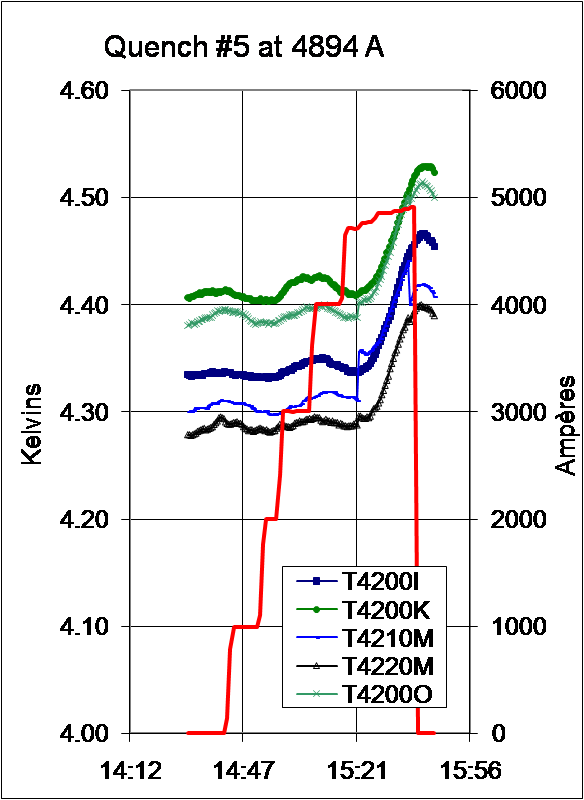 Quench #5 at 4894 A
4.60 6000
4.50 5000
4.40 4000
4.30 3000
4.20 2000
4.10 1000
4.00 0
Kelvins
Ampères
T4200I
T4200K
T4210M
T4220M
T4200O
14:12 14:47 15:21 15:56